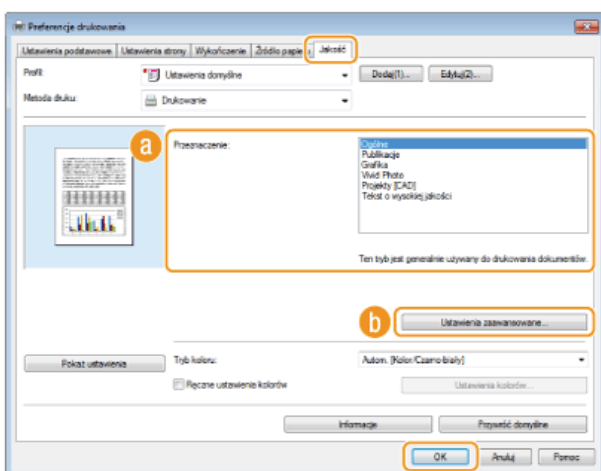 Preferencje drukowania
Ustawienia podstawowe Ustawienia strony Wykończenie Źródło papie Jakość
Profil: Ustawienia domyślne Dodaj(1)... Edytuj(2)...
Metoda druku: Drukowanie
a
Przeznaczenie: Ogólne
Publikacje
Grafika
Vivid Photo
Projekty [CAD]
Tekst o wysokiej jakości
Ten tryb jest generalnie używany do drukowania dokumentów.
b Ustawienia zaawansowane...
Pokaż ustawienia Tryb koloru: Autom. [Kolor/Czarno-biały]
Ręczne ustawienia kolorów Ustawienia kolorów...
Informacje Przywróć domyślne
OK Anuluj Pomoc